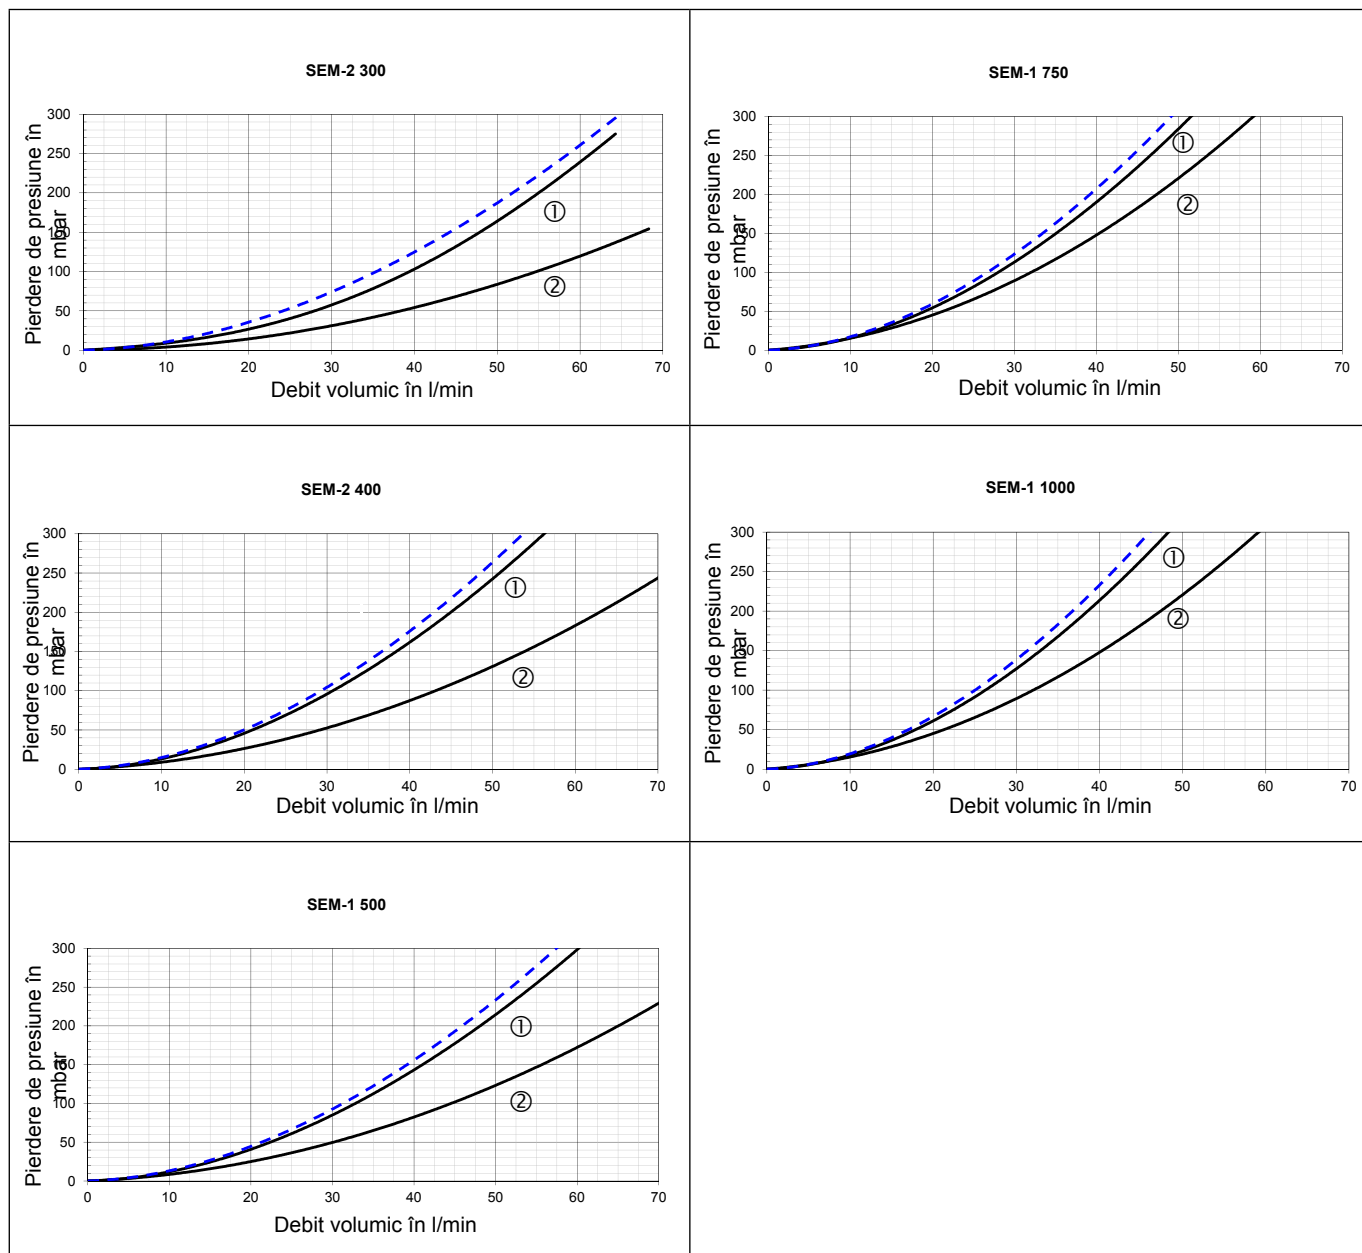 SEM-2 300
Pierdere de presiune în
mbar
300
250
200
150
100
50
0
①
②
0 10 20 30 40 50 60 70
Debit volumic în l/min
SEM-1 750
Pierdere de presiune în
mbar
300
250
200
150
100
50
0
①
②
0 10 20 30 40 50 60 70
Debit volumic în l/min
SEM-2 400
Pierdere de presiune în
mbar
300
250
200
150
100
50
0
①
②
0 10 20 30 40 50 60 70
Debit volumic în l/min
SEM-1 1000
Pierdere de presiune în
mbar
300
250
200
150
100
50
0
①
②
0 10 20 30 40 50 60 70
Debit volumic în l/min
SEM-1 500
Pierdere de presiune în
mbar
300
250
200
150
100
50
0
①
②
0 10 20 30 40 50 60 70
Debit volumic în l/min